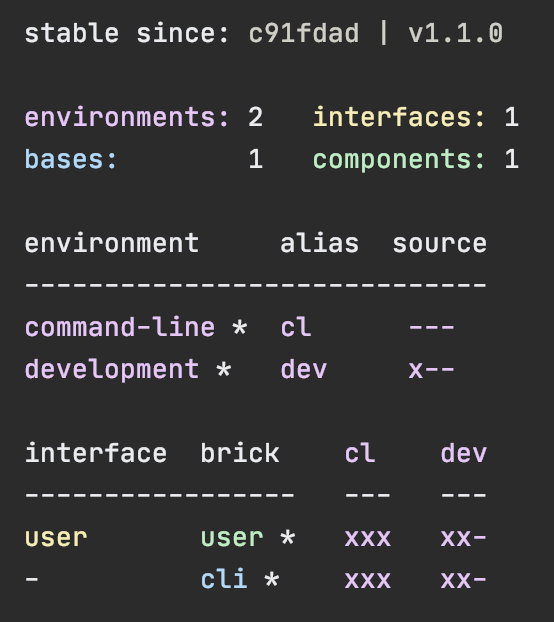 stable since: c91fdad | v1.1.0
environments: 2   interfaces: 1
bases:        1   components: 1
environment     alias  source
-----------------------------
command-line *  cl      ---
development *   dev     x--
interface  brick    cl    dev
-----------------   ---   ---
user       user *   xxx   xx-
-          cli *    xxx   xx-